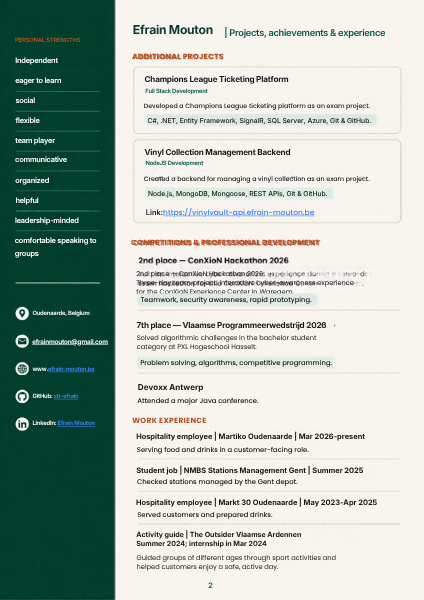 Efrain Mouton | Projects, achievements & experience
PERSONAL STRENGTHS
Independent
eager to learn
social
flexible
team player
communicative
organized
helpful
leadership-minded
comfortable speaking to
groups
Oudenaarde, Belgium
efrainmouton@gmail.com
www.efrain-mouton.be
GitHub: str-efrain
LinkedIn: Efrain Mouton
ADDITIONAL PROJECTS
Champions League Ticketing Platform
Full Stack Development
Developed a Champions League ticketing platform as an exam project.
C#, .NET, Entity Framework, SignalR, SQL Server, Azure, Git & GitHub.
Vinyl Collection Management Backend
NodeJS Development
Created a backend for managing a vinyl collection as an exam project.
Node.js, MongoDB, Mongoose, REST APIs, Git & GitHub.
Link:https://vinylvault-api.efrain-mouton.be
COMPETITIONS & PROFESSIONAL DEVELOPMENT
2nd place — ConXioN Hackathon 2026
for the ConXioN Experience Center in Waregem.
Teamwork, security awareness, rapid prototyping.
7th place — Vlaamse Programmeerwedstrijd 2026
Solved algorithmic challenges in the bachelor student
category at PXL Hogeschool Hasselt.
Problem solving, algorithms, competitive programming.
Devoxx Antwerp
Attended a major Java conference.
WORK EXPERIENCE
Hospitality employee | Martiko Oudenaarde | Mar 2026-present
Serving food and drinks in a customer-facing role.
Student job | NMBS Stations Management Gent | Summer 2025
Checked stations managed by the Gent depot.
Hospitality employee | Markt 30 Oudenaarde | May 2023-Apr 2025
Served customers and prepared drinks.
Activity guide | The Outsider Vlaamse Ardennen
Summer 2024; internship in Mar 2024
Guided groups of different ages through sport activities and
helped customers enjoy a safe, active day.
2